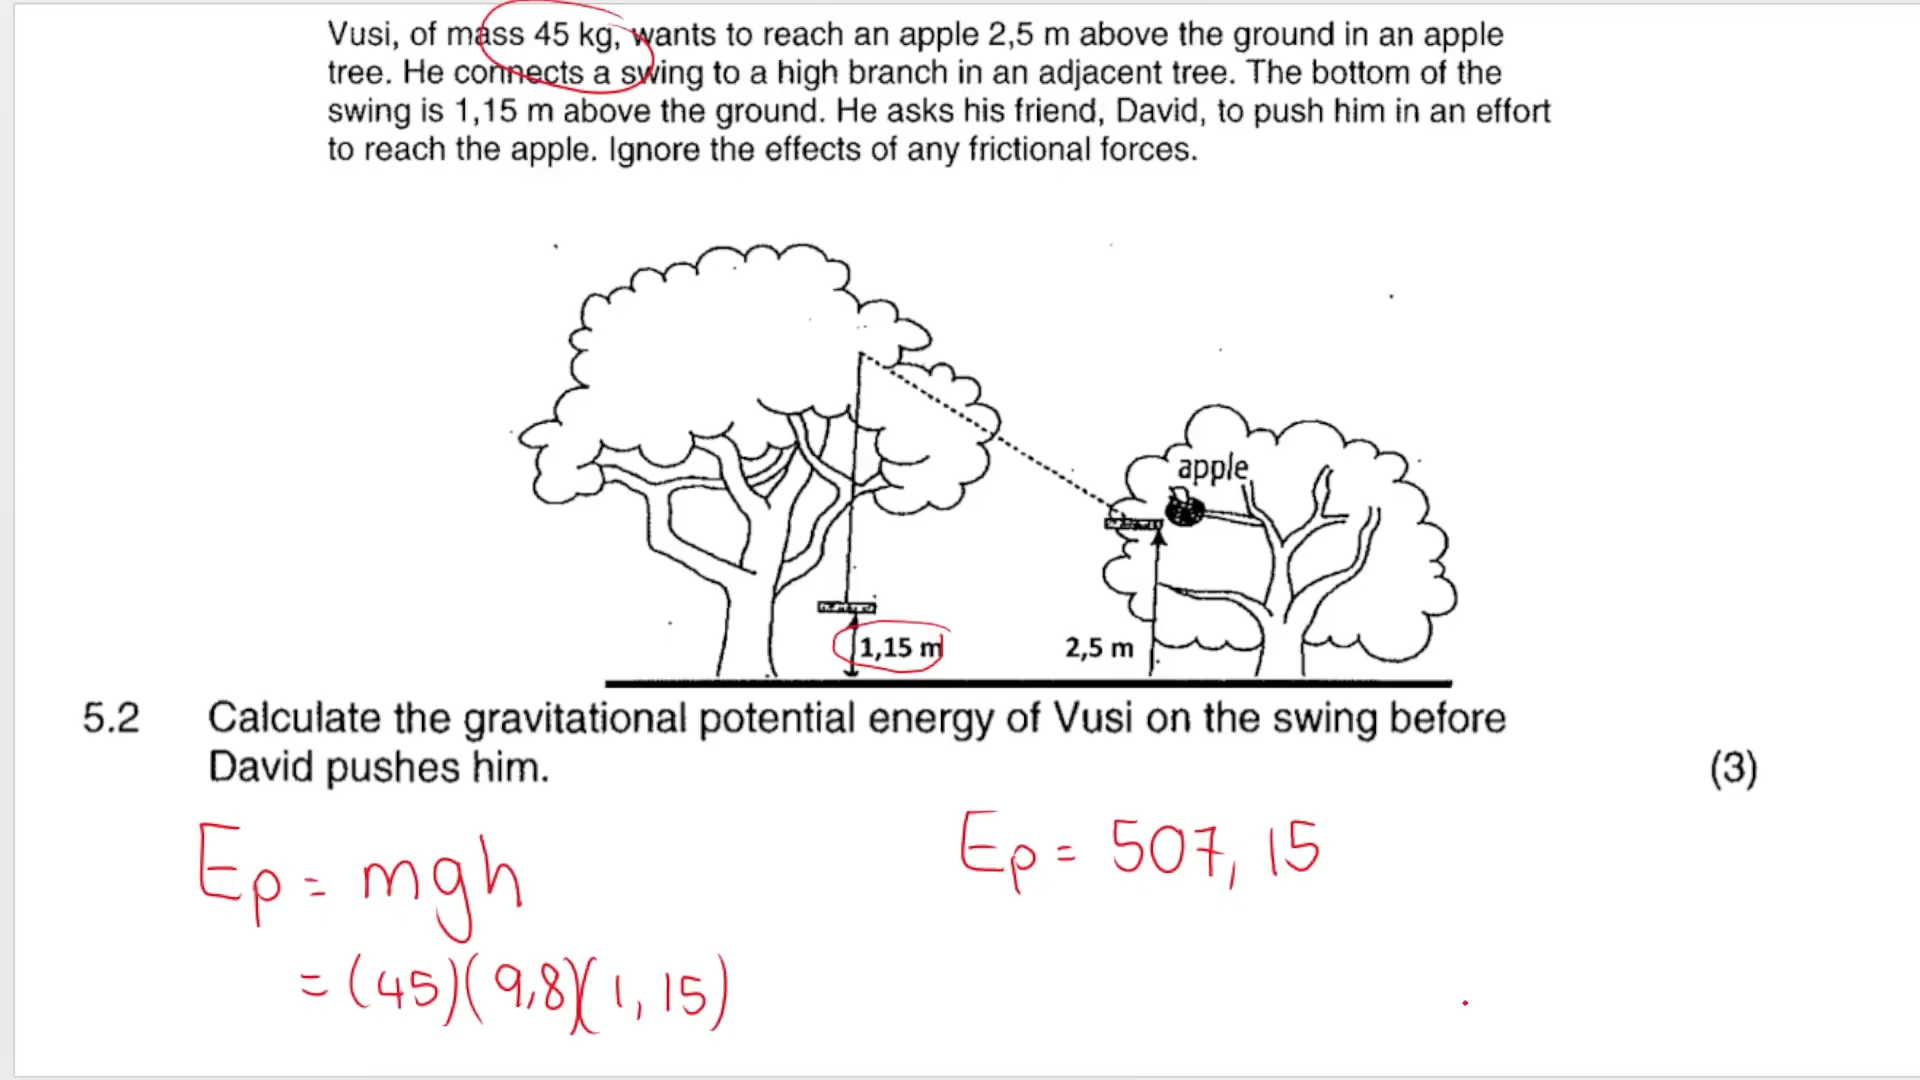 Vusi, of mass 45 kg, wants to reach an apple 2,5 m above the ground in an apple
tree. He connects a swing to a high branch in an adjacent tree. The bottom of the
swing is 1,15 m above the ground. He asks his friend, David, to push him in an effort
to reach the apple. Ignore the effects of any frictional forces.
apple
1,15 m
2,5 m
5.2 Calculate the gravitational potential energy of Vusi on the swing before
David pushes him. (3)
Ep = mgh
= (45)(9,8)(1,15)
Ep = 507,15